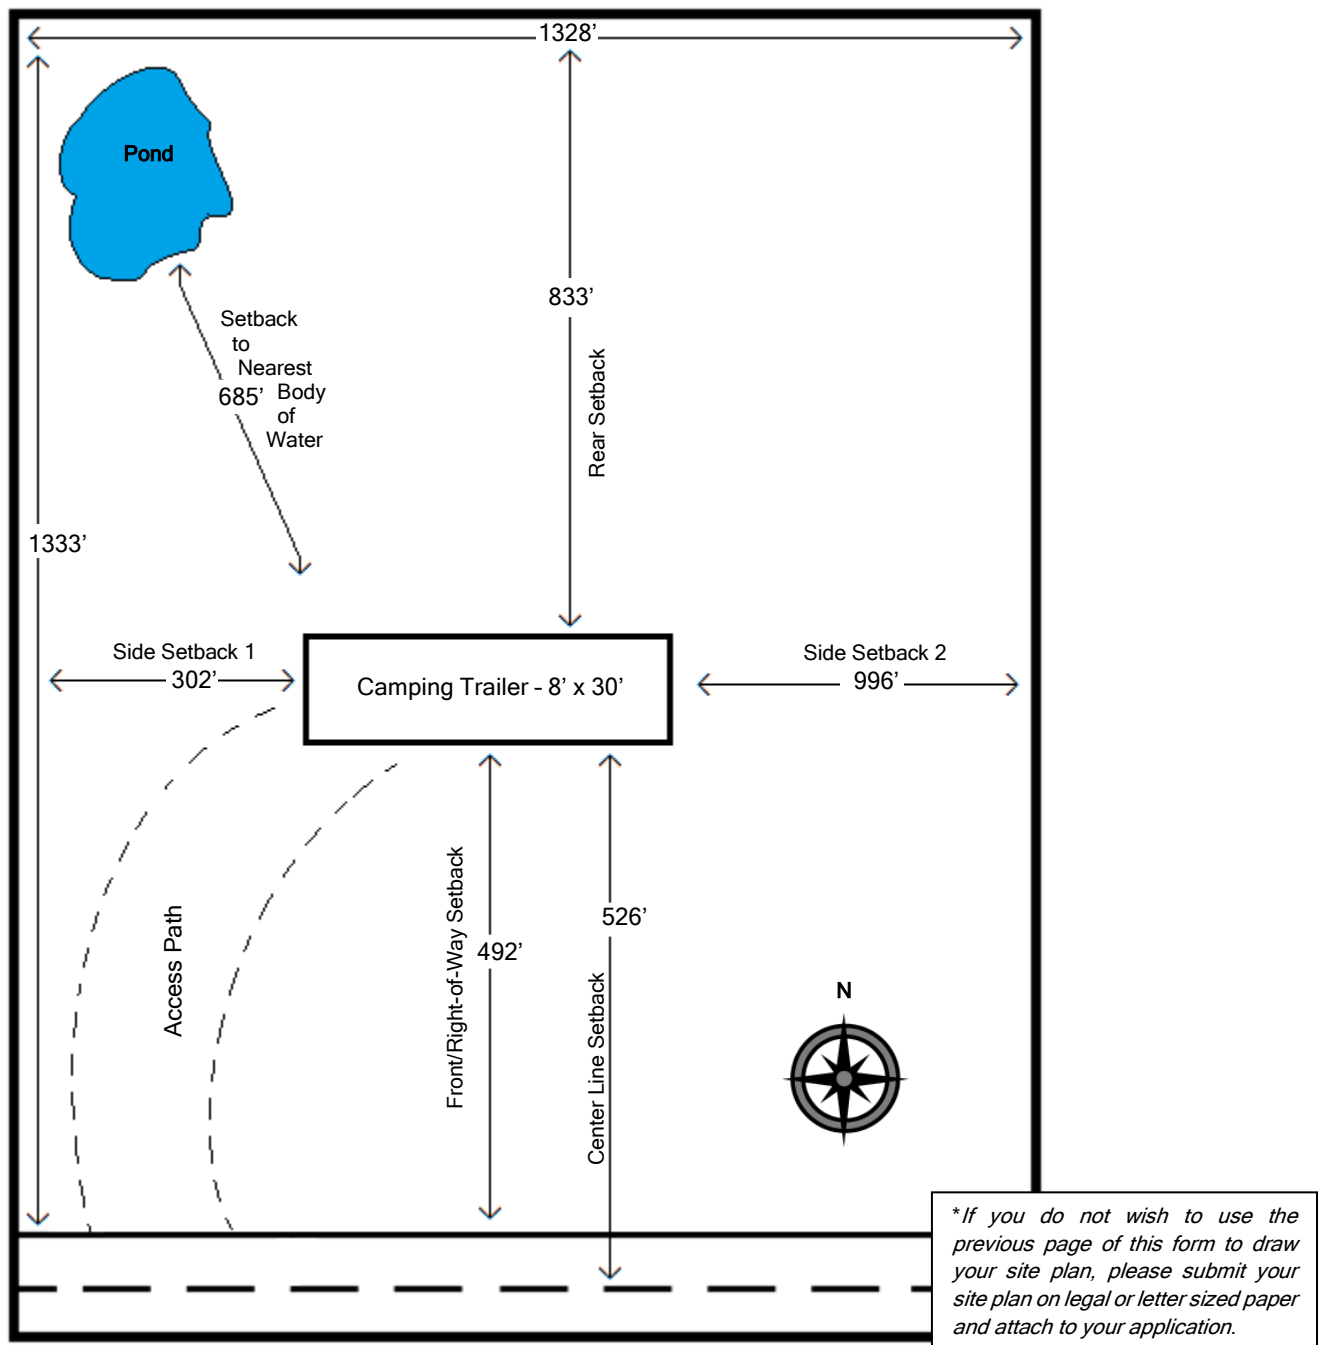 1328’
Pond
833’
Setback
to
Nearest
685’ Body
of
Water
Rear Setback
1333’
Side Setback 1
302’
Camping Trailer - 8’ x 30’
Side Setback 2
996’
Access Path
Front/Right-of-Way Setback
492’
526’
Center Line Setback
N
*If you do not wish to use the
previous page of this form to draw
your site plan, please submit your
site plan on legal or letter sized paper
and attach to your application.